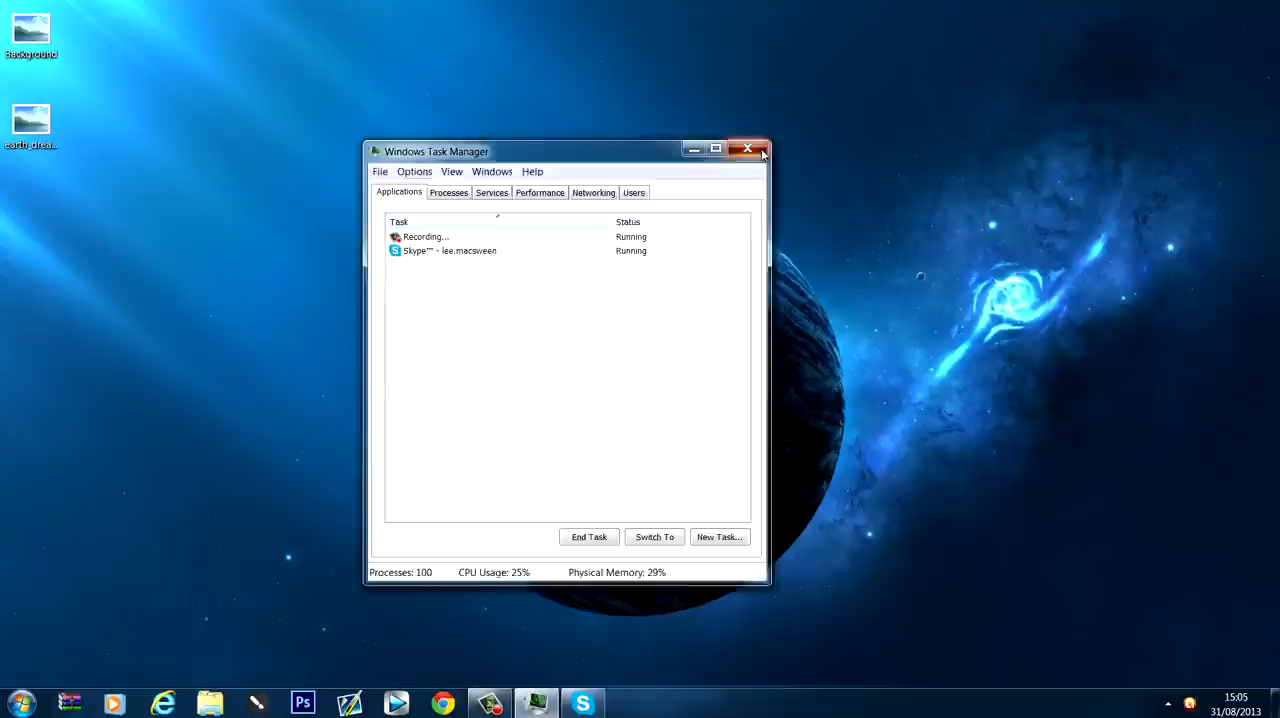 Background
earth_drea...
Windows Task Manager
File Options View Windows Help
Applications Processes Services Performance Networking Users
Task Status
Recording... Running
Skype™ - lee.macsween Running
End Task Switch To New Task...
Processes: 100 CPU Usage: 25% Physical Memory: 29%
Ps
15:05
31/08/2013